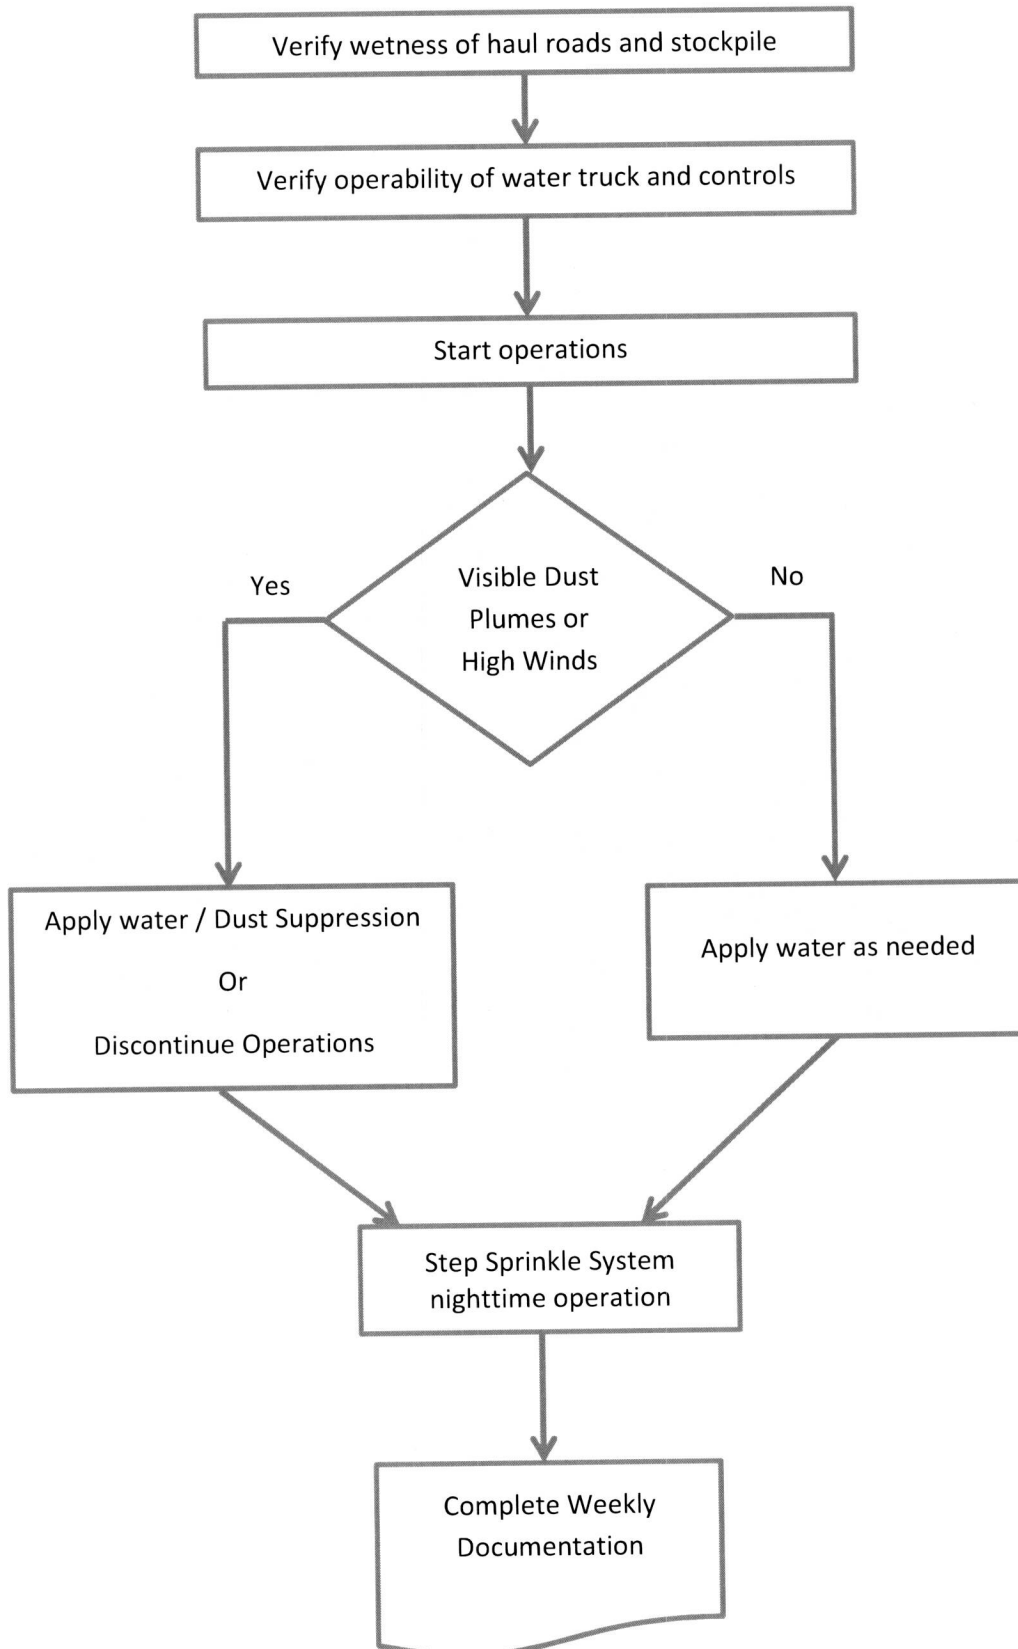 Verify wetness of haul roads and stockpile
Verify operability of water truck and controls
Start operations
Yes
Visible Dust
Plumes or
High Winds
No
Apply water / Dust Suppression
Or
Discontinue Operations
Apply water as needed
Step Sprinkle System
nighttime operation
Complete Weekly
Documentation